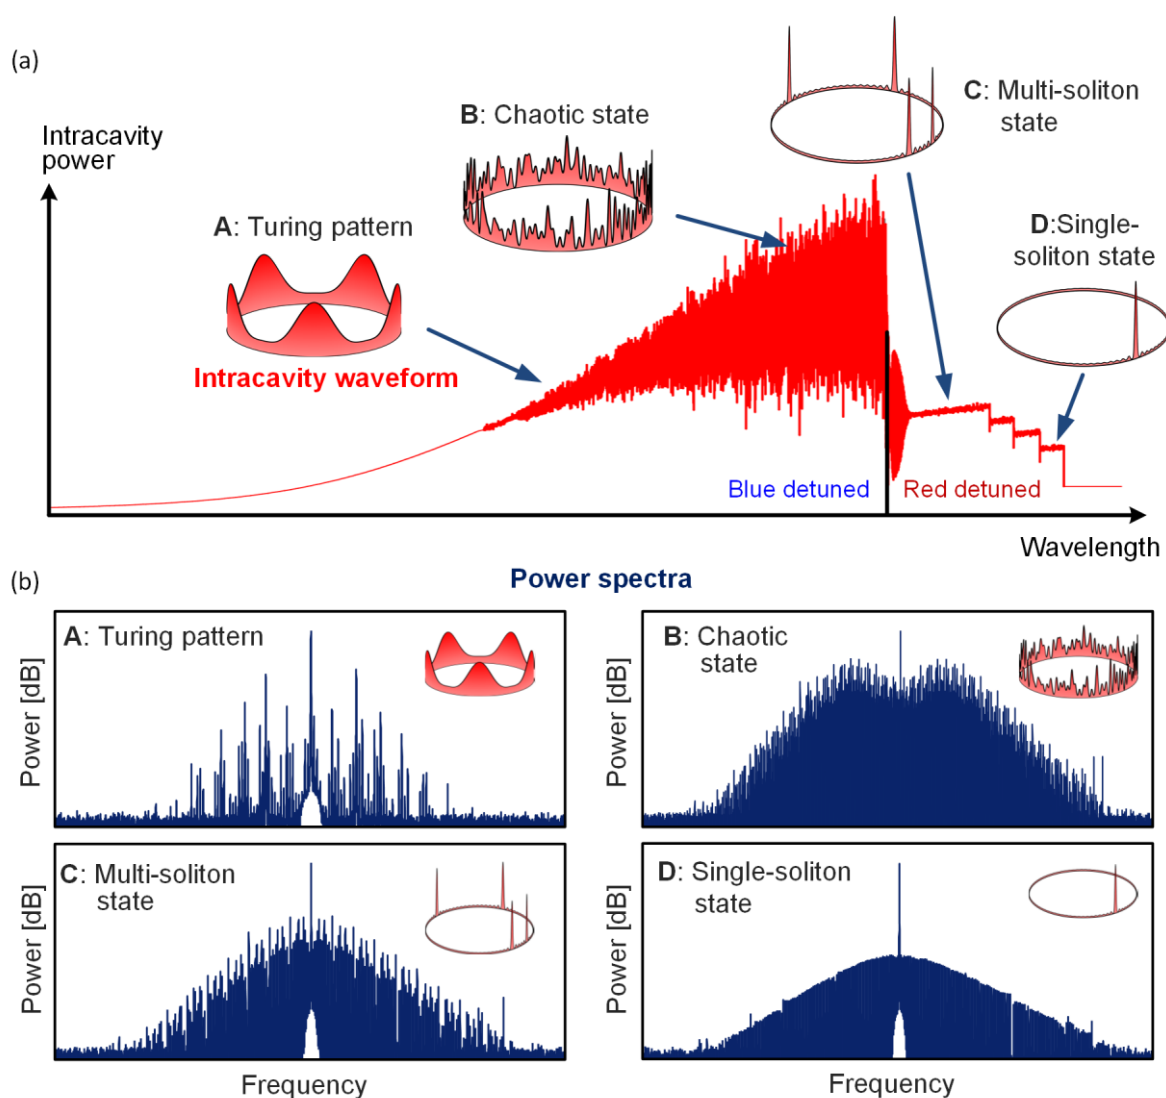 (a)
Intracavity
power
A: Turing pattern
Intracavity waveform
B: Chaotic state
C: Multi-soliton
state
D:Single-
soliton state
Blue detuned
Red detuned
Wavelength
(b)
Power spectra
A: Turing pattern
Power [dB]
B: Chaotic
state
Power [dB]
C: Multi-soliton
state
Power [dB]
Frequency
D: Single-soliton
state
Power [dB]
Frequency